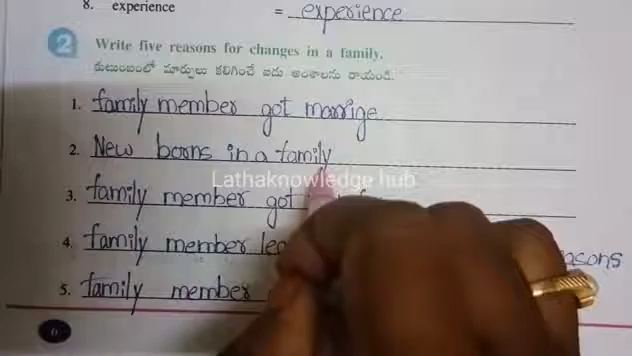 8. experience = experience
2 Write five reasons for changes in a family.
కుటుంబంలో మార్పులు కలిగించే ఐదు అంశాలను రాయండి.
1. family member got marrige
2. New borns in a family
Lathaknowledge hub
3. family member got
4. family member
5. family member
6